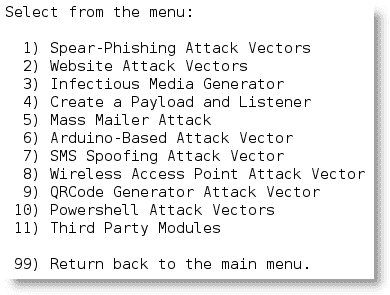 Select from the menu:
1) Spear-Phishing Attack Vectors
2) Website Attack Vectors
3) Infectious Media Generator
4) Create a Payload and Listener
5) Mass Mailer Attack
6) Arduino-Based Attack Vector
7) SMS Spoofing Attack Vector
8) Wireless Access Point Attack Vector
9) QRCode Generator Attack Vector
10) Powershell Attack Vectors
11) Third Party Modules
99) Return back to the main menu.